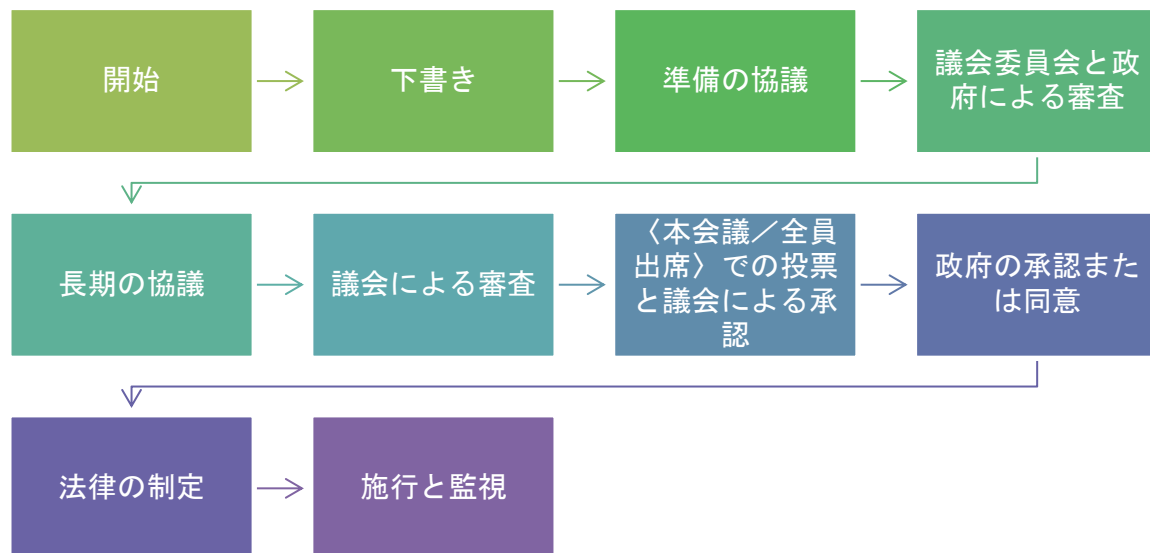 開始
下書き
準備の協議
議会委員会と政
府による審査
長期の協議
議会による審査
〈本会議／全員
出席〉での投票
と議会による承
認
政府の承認また
は同意
法律の制定
施行と監視